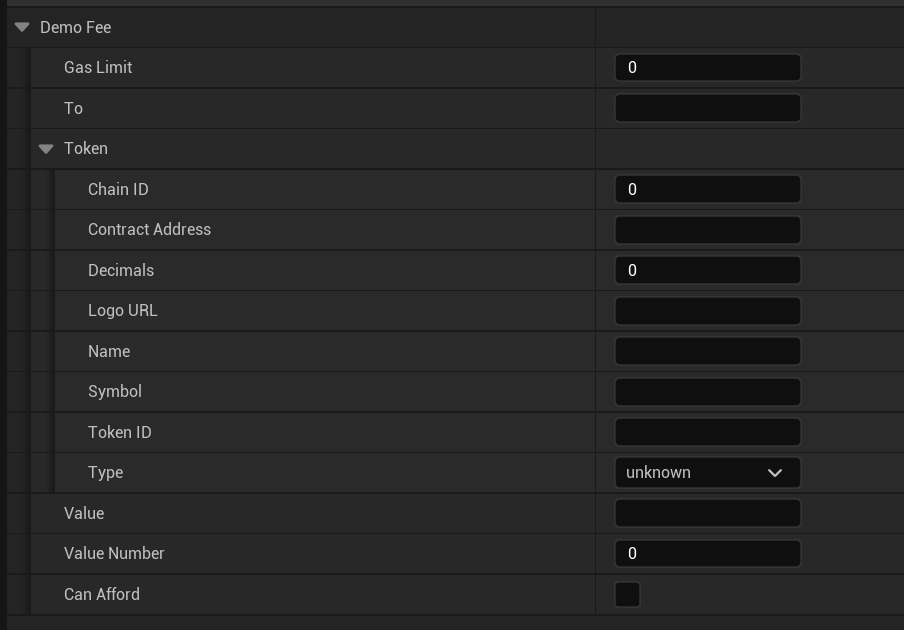 Demo Fee
Gas Limit 0
To
Token
Chain ID 0
Contract Address
Decimals 0
Logo URL
Name
Symbol
Token ID
Type unknown
Value
Value Number 0
Can Afford